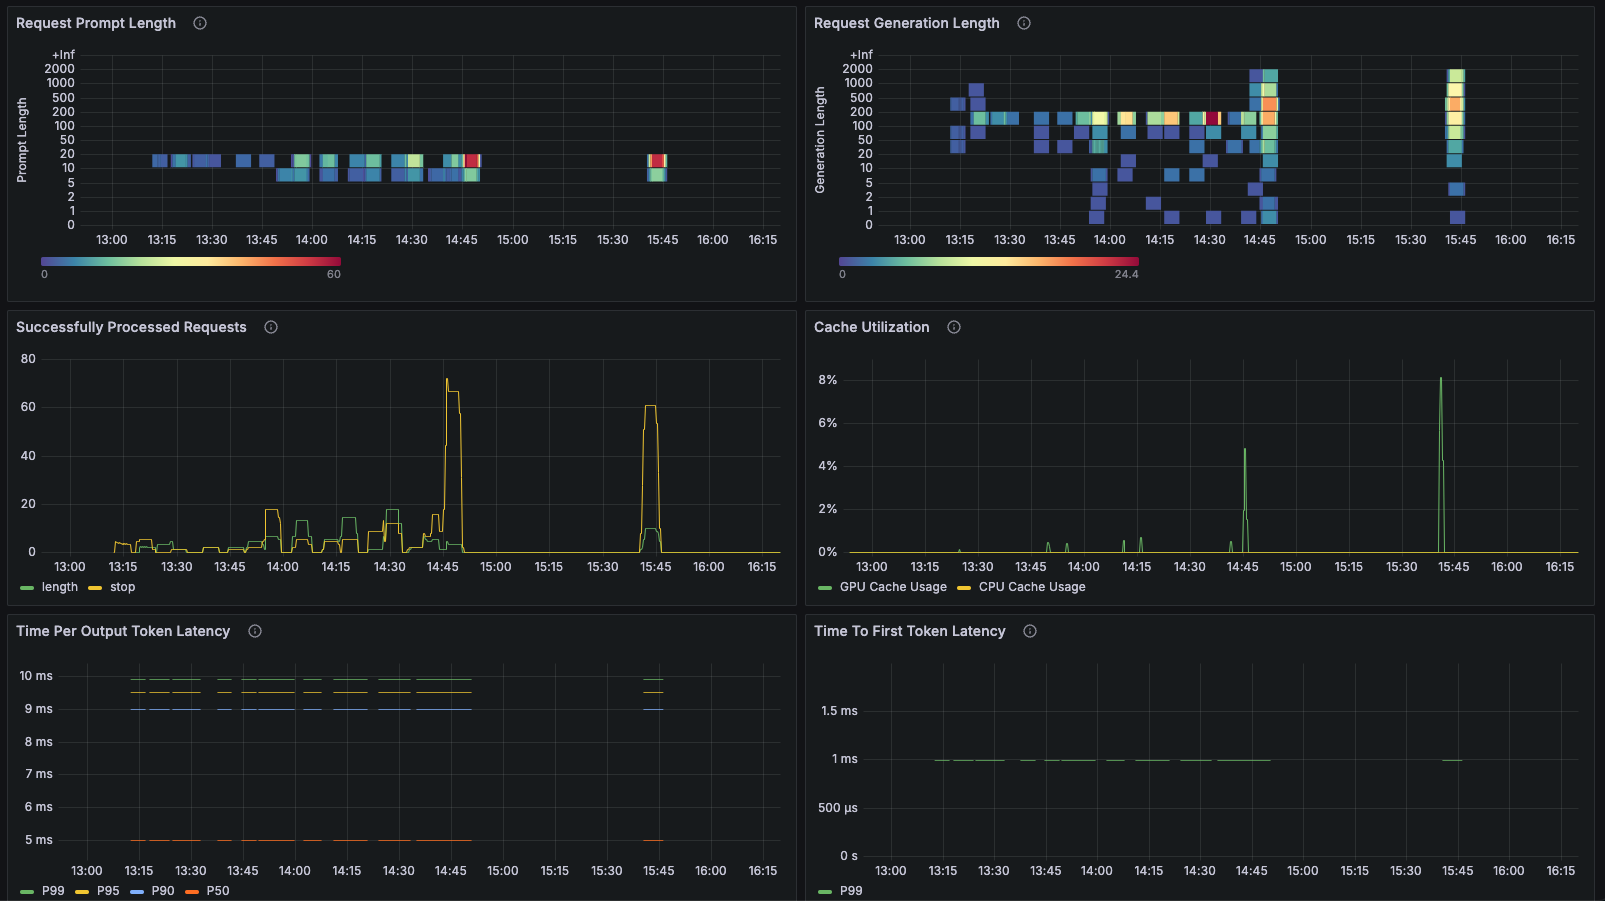 Request Prompt Length
Prompt Length
+Inf
2000
1000
500
200
100
50
20
10
5
2
1
0
13:00 13:15 13:30 13:45 14:00 14:15 14:30 14:45 15:00 15:15 15:30 15:45 16:00 16:15
0 60
Request Generation Length
Generation Length
+Inf
2000
1000
500
200
100
50
20
10
5
2
1
0
13:00 13:15 13:30 13:45 14:00 14:15 14:30 14:45 15:00 15:15 15:30 15:45 16:00 16:15
0 24.4
Successfully Processed Requests
80
60
40
20
0
13:00 13:15 13:30 13:45 14:00 14:15 14:30 14:45 15:00 15:15 15:30 15:45 16:00 16:15
length stop
Cache Utilization
8%
6%
4%
2%
0%
13:00 13:15 13:30 13:45 14:00 14:15 14:30 14:45 15:00 15:15 15:30 15:45 16:00 16:15
GPU Cache Usage CPU Cache Usage
Time Per Output Token Latency
10 ms
9 ms
8 ms
7 ms
6 ms
5 ms
13:00 13:15 13:30 13:45 14:00 14:15 14:30 14:45 15:00 15:15 15:30 15:45 16:00 16:15
P99 P95 P90 P50
Time To First Token Latency
1.5 ms
1 ms
500 µs
0 s
13:00 13:15 13:30 13:45 14:00 14:15 14:30 14:45 15:00 15:15 15:30 15:45 16:00 16:15
P99